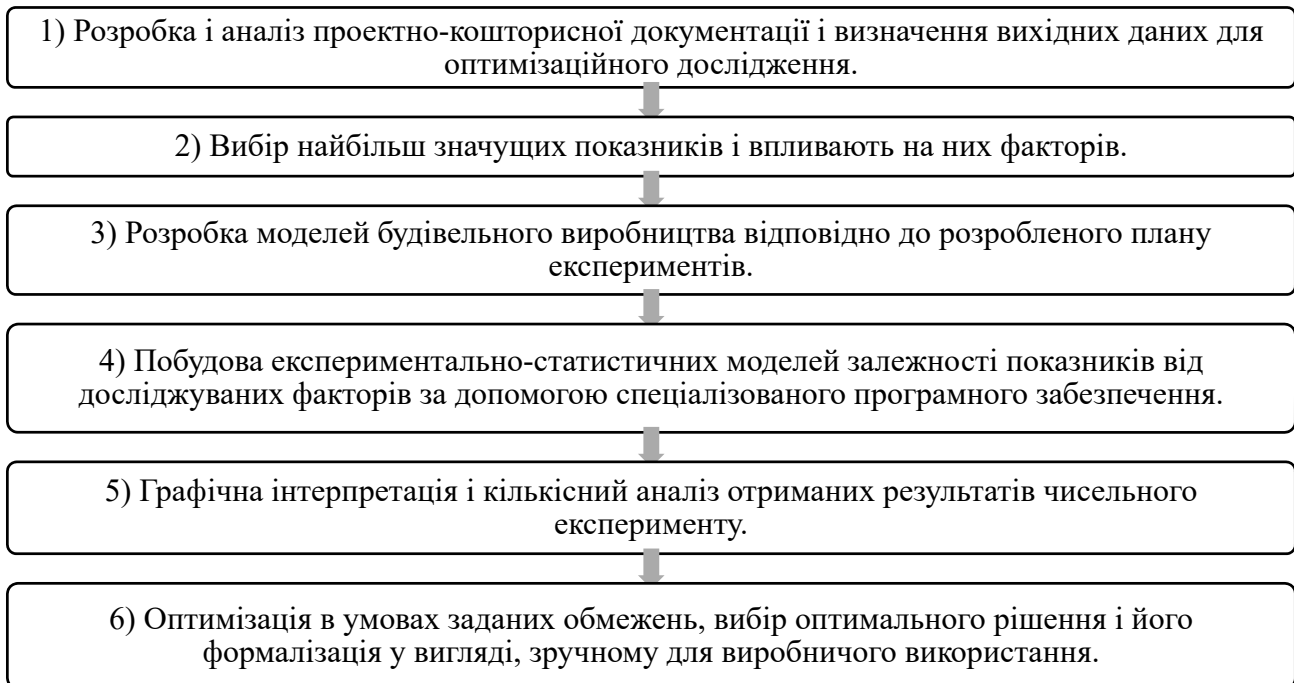 1) Розробка і аналіз проектно-кошторисної документації і визначення вихідних даних для
оптимізаційного дослідження.
2) Вибір найбільш значущих показників і впливають на них факторів.
3) Розробка моделей будівельного виробництва відповідно до розробленого плану
експериментів.
4) Побудова експериментально-статистичних моделей залежності показників від
досліджуваних факторів за допомогою спеціалізованого програмного забезпечення.
5) Графічна інтерпретація і кількісний аналіз отриманих результатів чисельного
експерименту.
6) Оптимізація в умовах заданих обмежень, вибір оптимального рішення і його
формалізація у вигляді, зручному для виробничого використання.